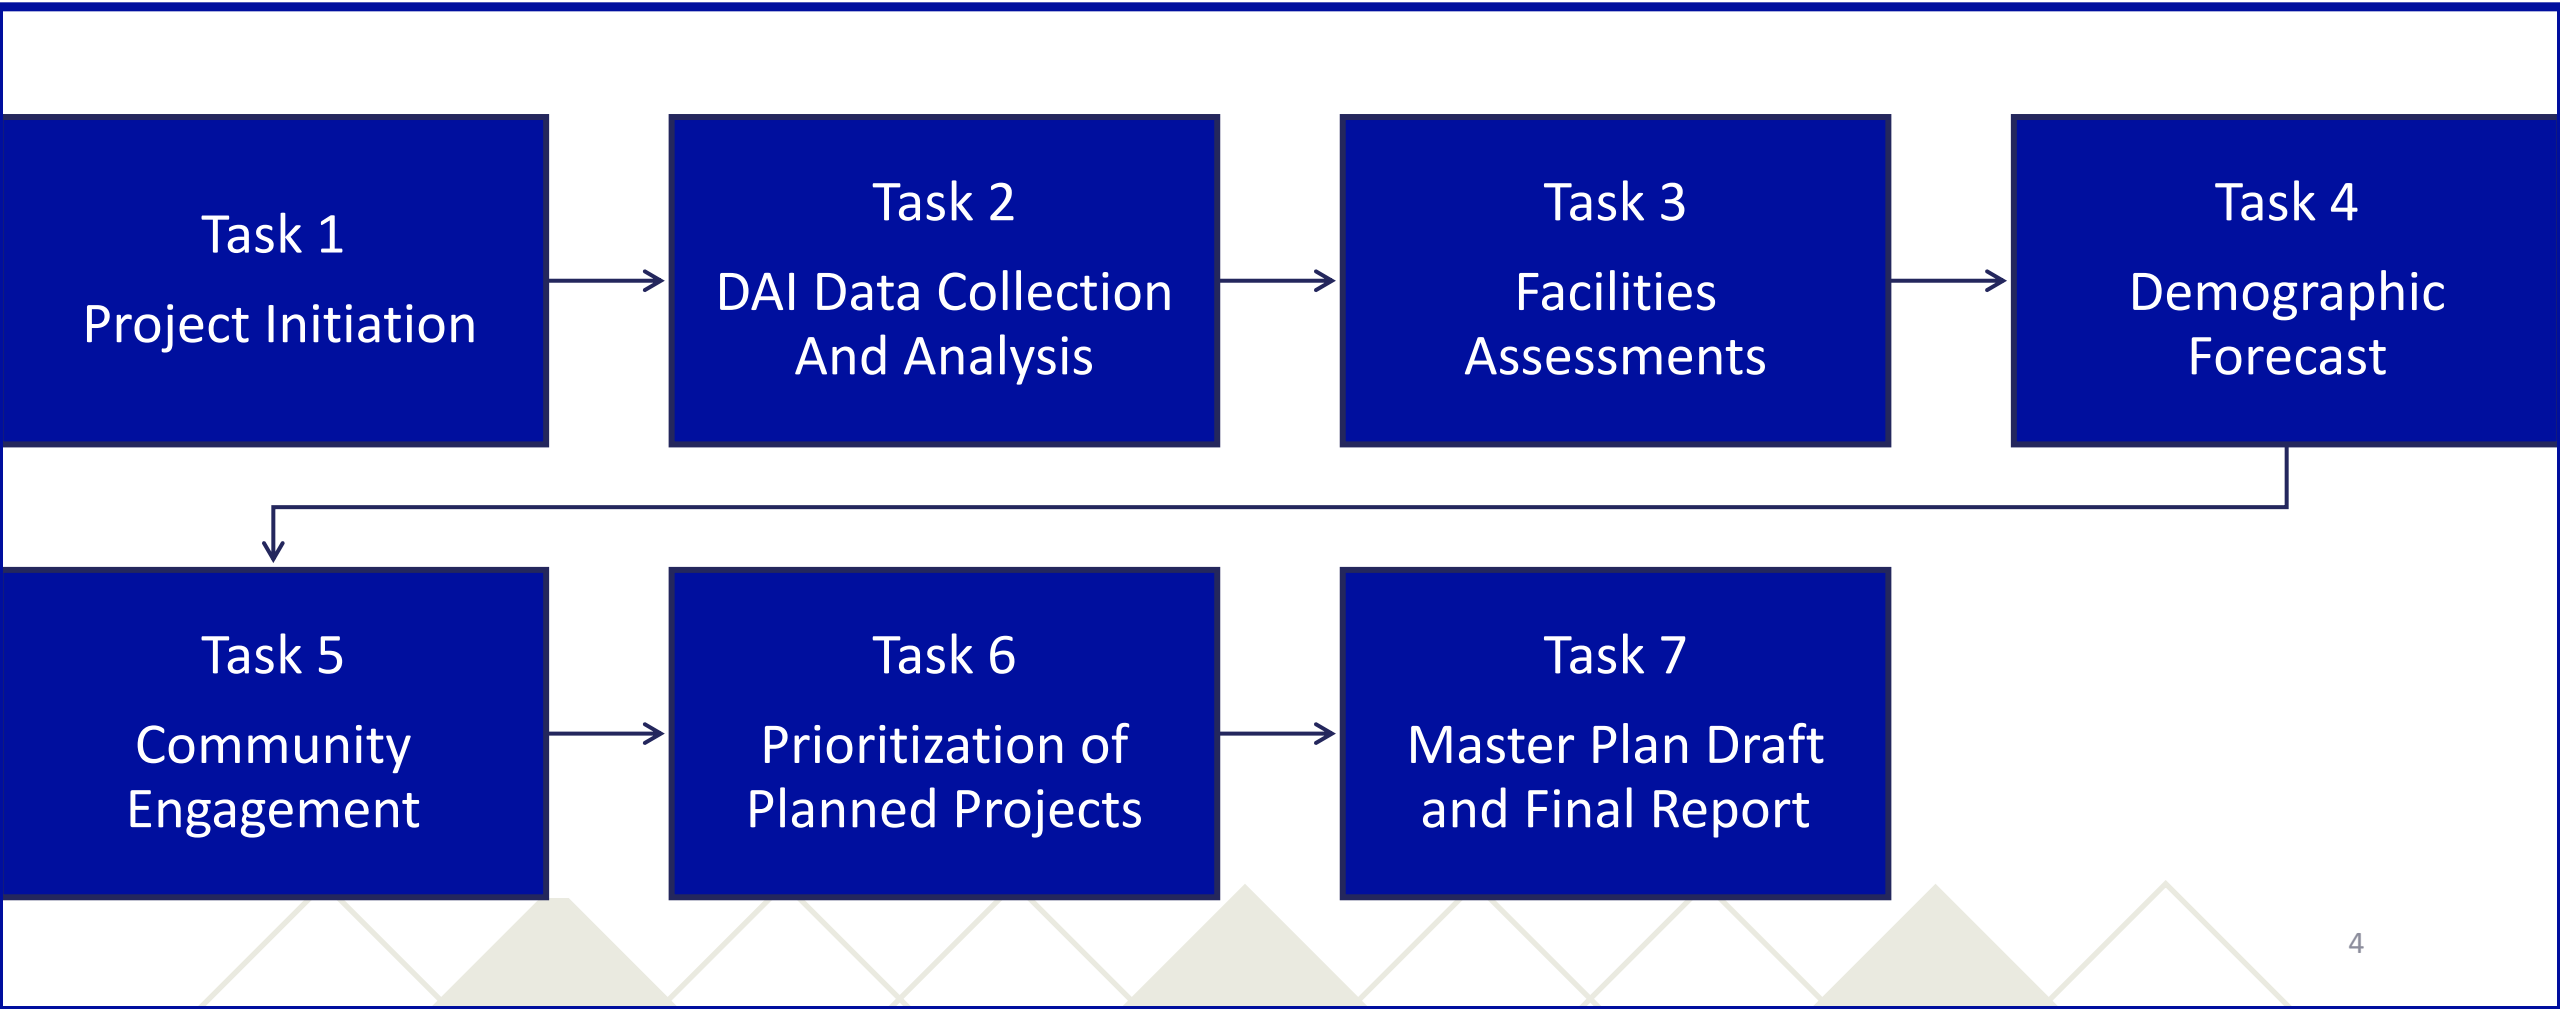 Task 1
Project Initiation
Task 2
DAI Data Collection
And Analysis
Task 3
Facilities
Assessments
Task 4
Demographic
Forecast
Task 5
Community
Engagement
Task 6
Prioritization of
Planned Projects
Task 7
Master Plan Draft
and Final Report
4